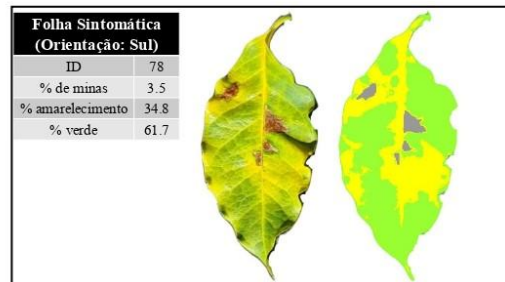 Folha Sintomática
(Orientação: Sul)
ID 78
% de minas 3.5
% amarelecimento 34.8
% verde 61.7